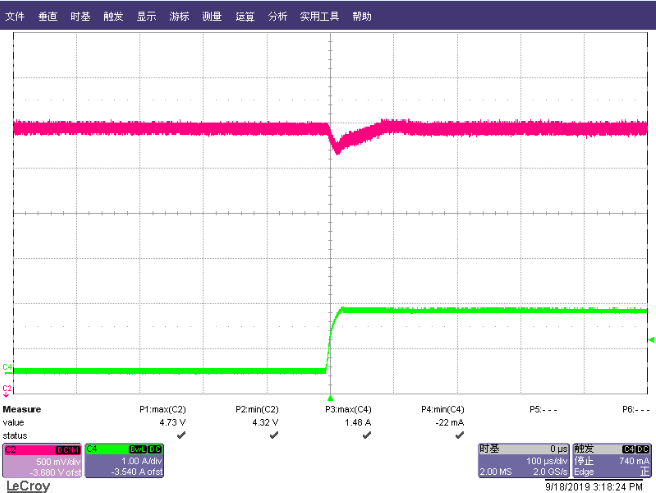 文件 垂直 时基 触发 显示 游标 测量 运算 分析 实用工具 帮助
C4
C2
Measure P1:max(C2) P2:min(C2) P3:max(C4) P4:min(C4) P5:- - - P6:- - -
value 4.73 V 4.32 V 1.48 A -22 mA
status
C2 DC1M C4 BwL DC 时基 0 µs 触发 C4 DC
500 mV/div 1.00 A/div 100 µs/div 停止 740 mA
-3.680 V ofst -3.540 A ofst 2.00 MS 2.0 GS/s Edge 正
LeCroy 9/18/2019 3:18:24 PM